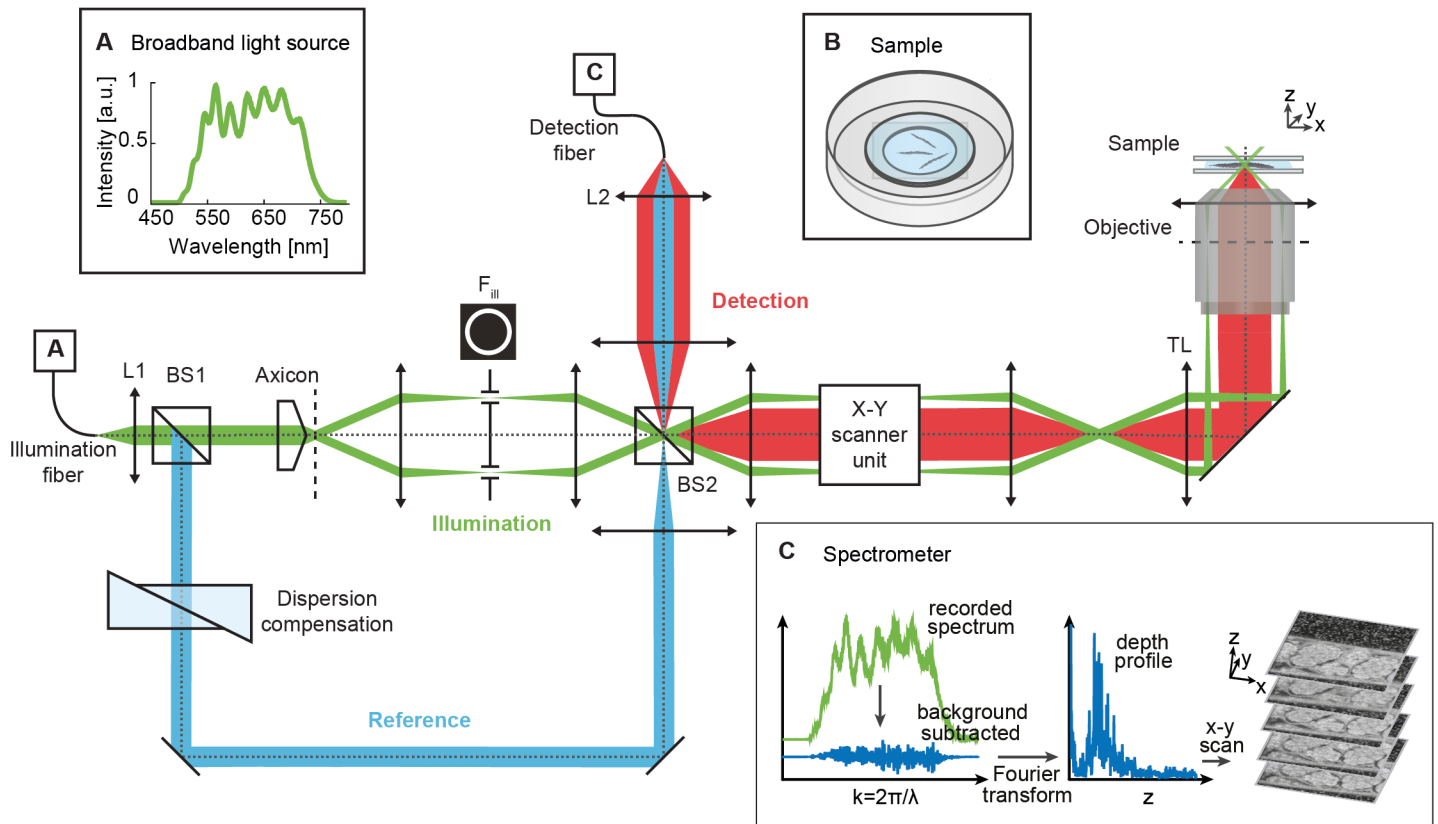 A Broadband light source
Intensity [a.u.]
1
0.5
0
450 550 650 750
Wavelength [nm]
C
Detection
fiber
L2
B Sample
z
y
x
Sample
Objective
TL
Detection
F ill
A
L1
BS1
Axicon
Illumination
fiber
X-Y
scanner
unit
BS2
Illumination
Dispersion
compensation
Reference
C Spectrometer
recorded
spectrum
background
subtracted
k=2π/λ
Fourier
transform
depth
profile
z
x-y
scan
z
y
x